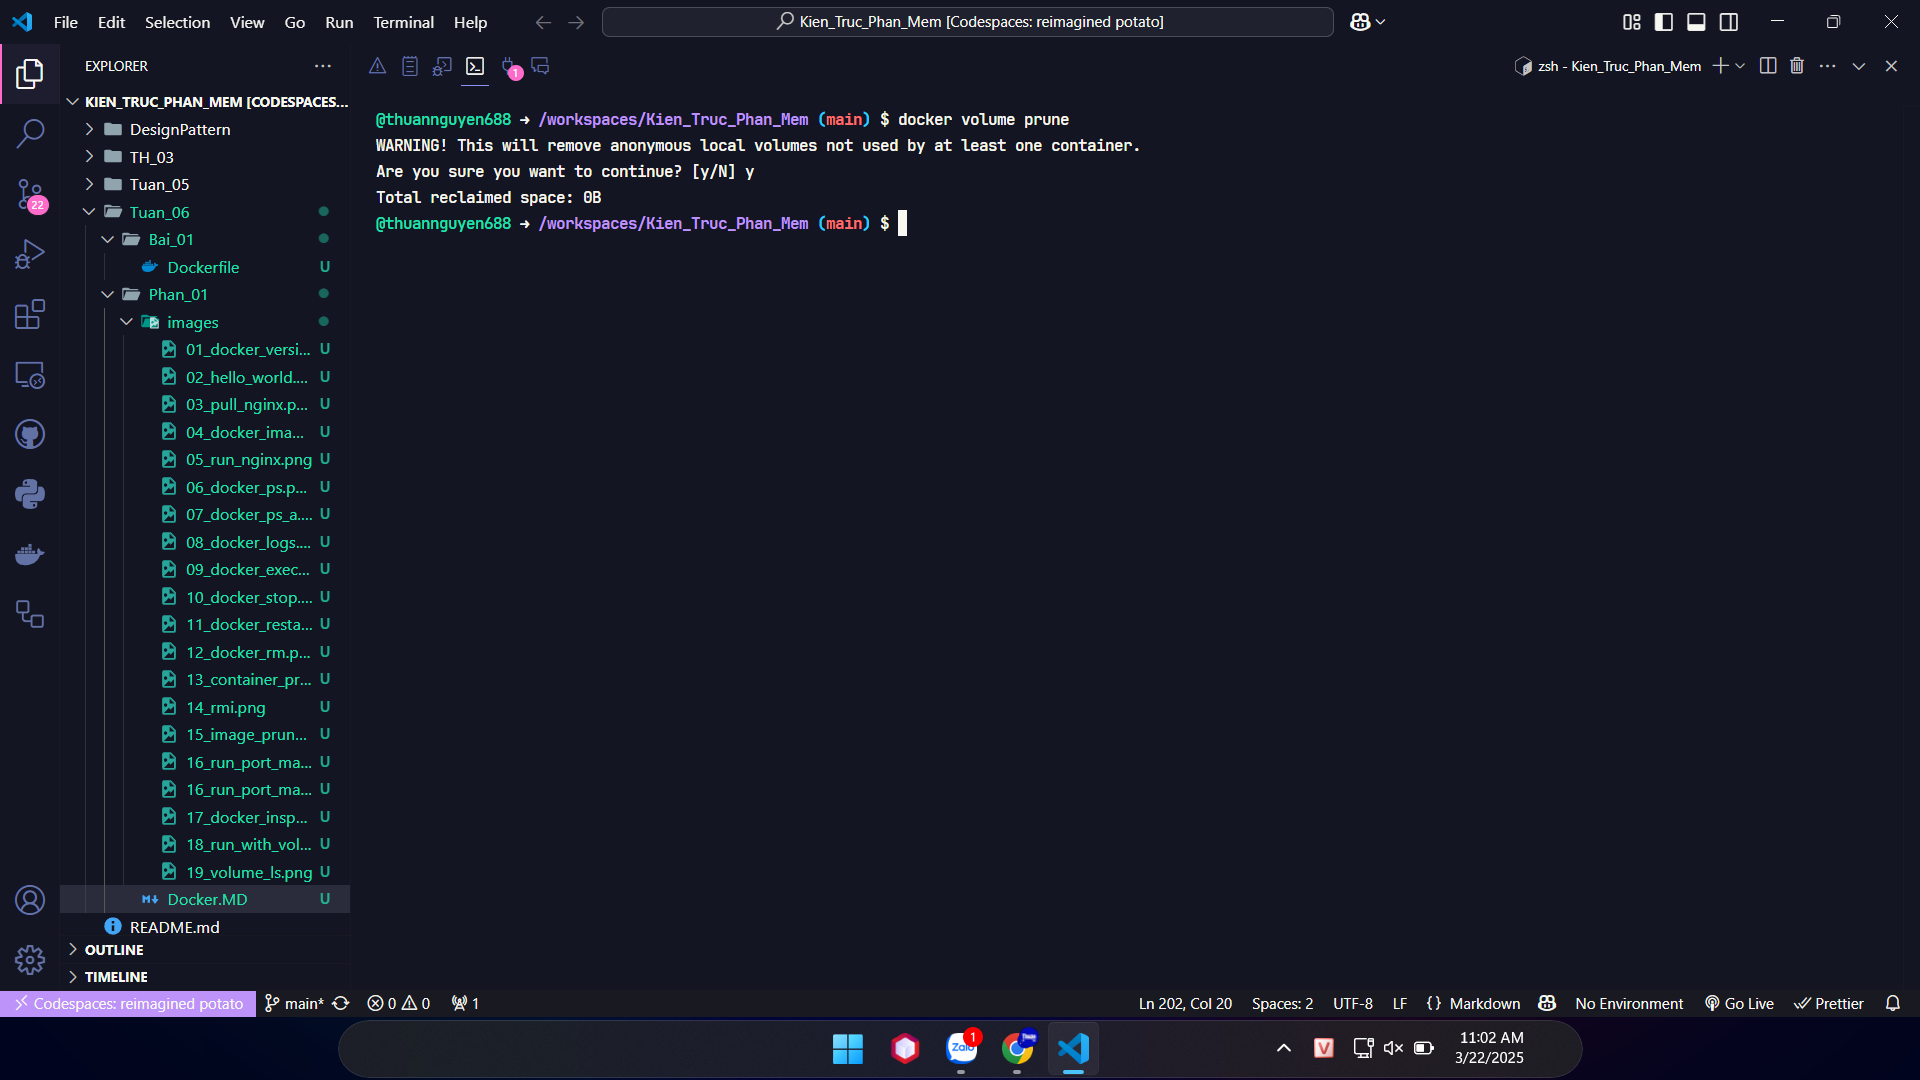 File Edit Selection View Go Run Terminal Help
Kien_Truc_Phan_Mem [Codespaces: reimagined potato]
EXPLORER
zsh - Kien_Truc_Phan_Mem
1
KIEN_TRUC_PHAN_MEM [CODESPACES...
DesignPattern
TH_03
Tuan_05
Tuan_06
Bai_01
Dockerfile U
Phan_01
images
01_docker_versi... U
02_hello_world.... U
03_pull_nginx.p... U
04_docker_ima... U
05_run_nginx.png U
06_docker_ps.p... U
07_docker_ps_a.... U
08_docker_logs.... U
09_docker_exec... U
10_docker_stop.... U
11_docker_resta... U
12_docker_rm.p... U
13_container_pr... U
14_rmi.png U
15_image_prun... U
16_run_port_ma... U
16_run_port_ma... U
17_docker_insp... U
18_run_with_vol... U
19_volume_ls.png U
Docker.MD U
README.md
OUTLINE
TIMELINE
22
@thuannguyen688 → /workspaces/Kien_Truc_Phan_Mem (main) $ docker volume prune
WARNING! This will remove anonymous local volumes not used by at least one container.
Are you sure you want to continue? [y/N] y
Total reclaimed space: 0B
@thuannguyen688 → /workspaces/Kien_Truc_Phan_Mem (main) $
Codespaces: reimagined potato main* 0 0 1
Ln 202, Col 20 Spaces: 2 UTF-8 LF {} Markdown No Environment Go Live Prettier
Zalo 1
V
11:02 AM
3/22/2025